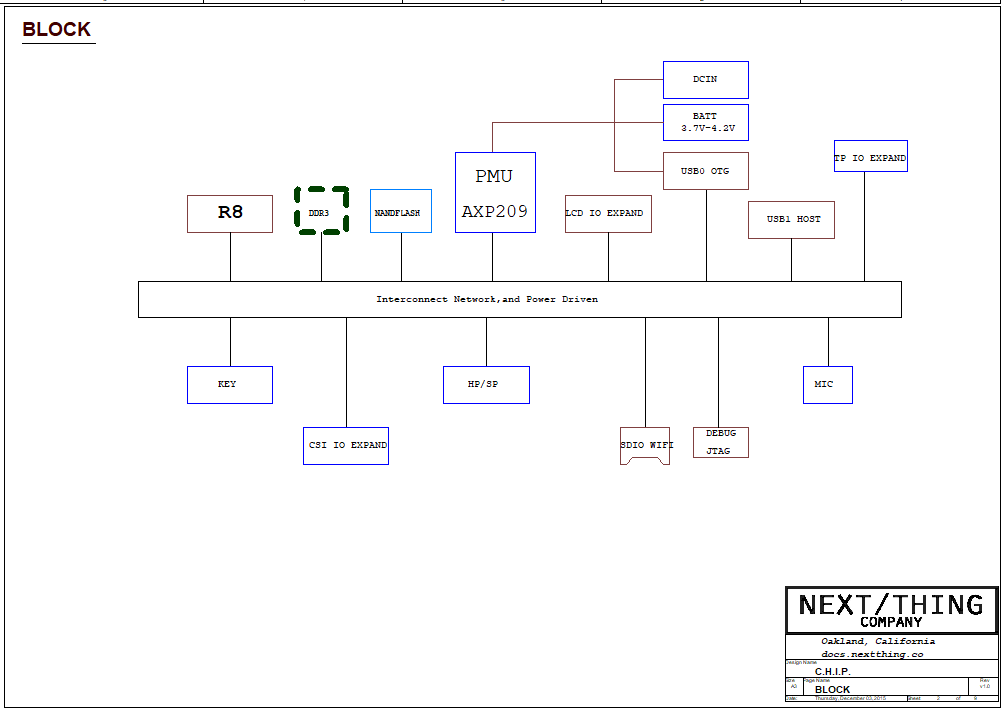 BLOCK
DCIN
BATT
3.7V-4.2V
PMU
AXP209
USB0 OTG
TP IO EXPAND
R8
DDR3
NANDFLASH
LCD IO EXPAND
USB1 HOST
Interconnect Network,and Power Driven
KEY
HP/SP
MIC
CSI IO EXPAND
SDIO WIFI
DEBUG
JTAG
NEXT/THING
COMPANY
Oakland, California
docs.nextthing.co
Design Name
C.H.I.P.
Size
A3
Page Name
BLOCK
Rev
v1.0
Date:
Thursday, December 03, 2015
Sheet 2 of 9